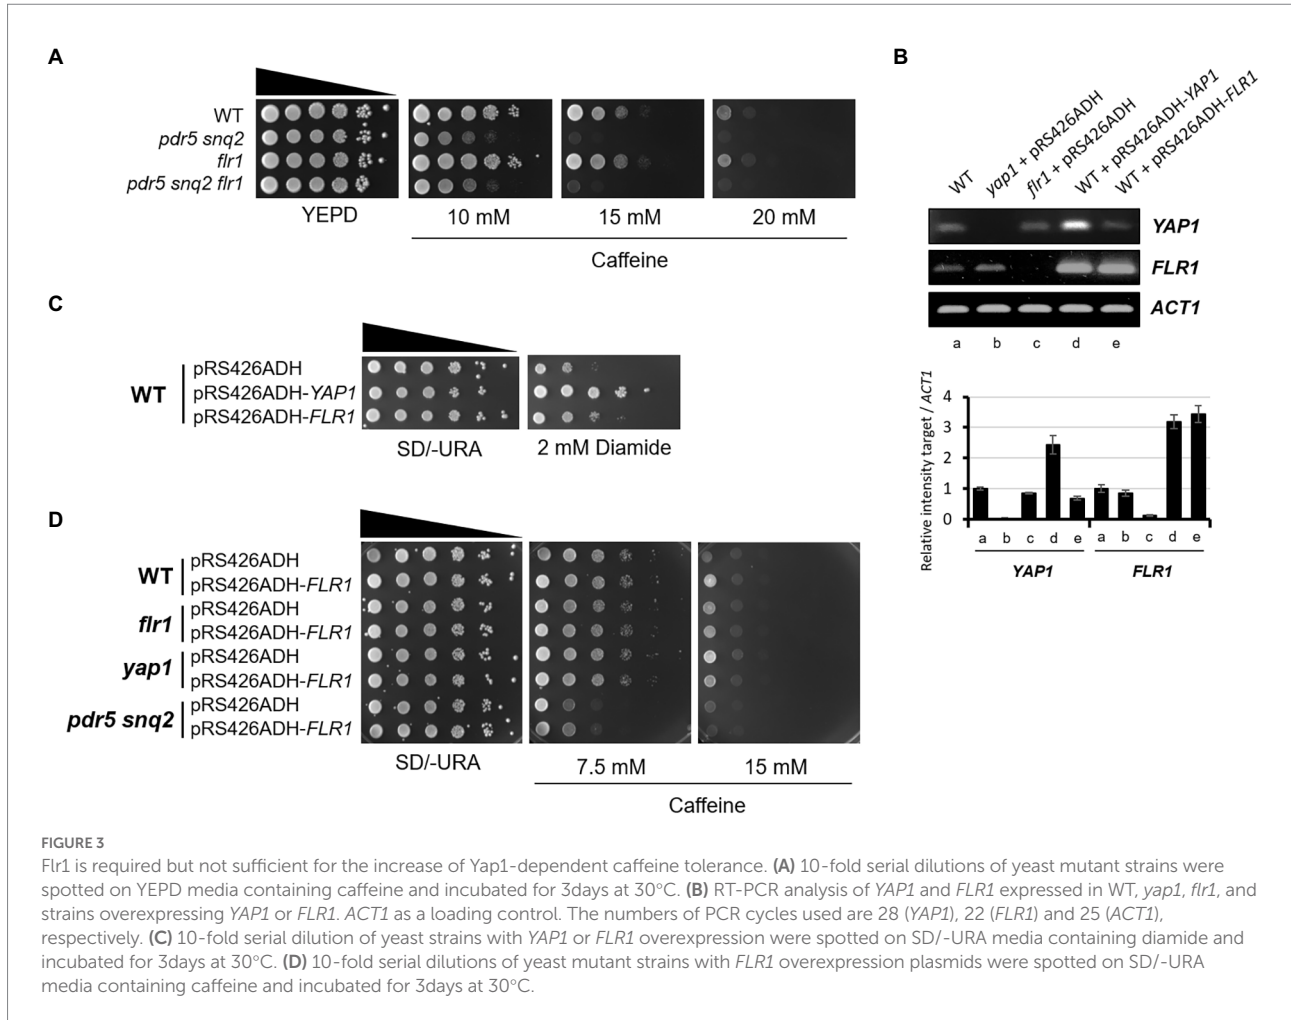 A
WT
pdr5 snq2
flr1
pdr5 snq2 flr1
YEPD
10 mM
15 mM
20 mM
Caffeine
B
WT
yap1 + pRS426ADH
flr1 + pRS426ADH
WT + pRS426ADH-YAP1
WT + pRS426ADH-FLR1
YAP1
FLR1
ACT1
a b c d e
Relative intensity target / ACT1
4
3
2
1
0
a b c d e a b c d e
YAP1 FLR1
C
WT
pRS426ADH
pRS426ADH-YAP1
pRS426ADH-FLR1
SD/-URA
2 mM Diamide
D
WT
pRS426ADH
pRS426ADH-FLR1
flr1
pRS426ADH
pRS426ADH-FLR1
yap1
pRS426ADH
pRS426ADH-FLR1
pdr5 snq2
pRS426ADH
pRS426ADH-FLR1
SD/-URA
7.5 mM
15 mM
Caffeine
FIGURE 3
Flr1 is required but not sufficient for the increase of Yap1-dependent caffeine tolerance. (A) 10-fold serial dilutions of yeast mutant strains were
spotted on YEPD media containing caffeine and incubated for 3days at 30°C. (B) RT-PCR analysis of YAP1 and FLR1 expressed in WT, yap1, flr1, and
strains overexpressing YAP1 or FLR1. ACT1 as a loading control. The numbers of PCR cycles used are 28 (YAP1), 22 (FLR1) and 25 (ACT1),
respectively. (C) 10-fold serial dilution of yeast strains with YAP1 or FLR1 overexpression were spotted on SD/-URA media containing diamide and
incubated for 3days at 30°C. (D) 10-fold serial dilutions of yeast mutant strains with FLR1 overexpression plasmids were spotted on SD/-URA
media containing caffeine and incubated for 3days at 30°C.